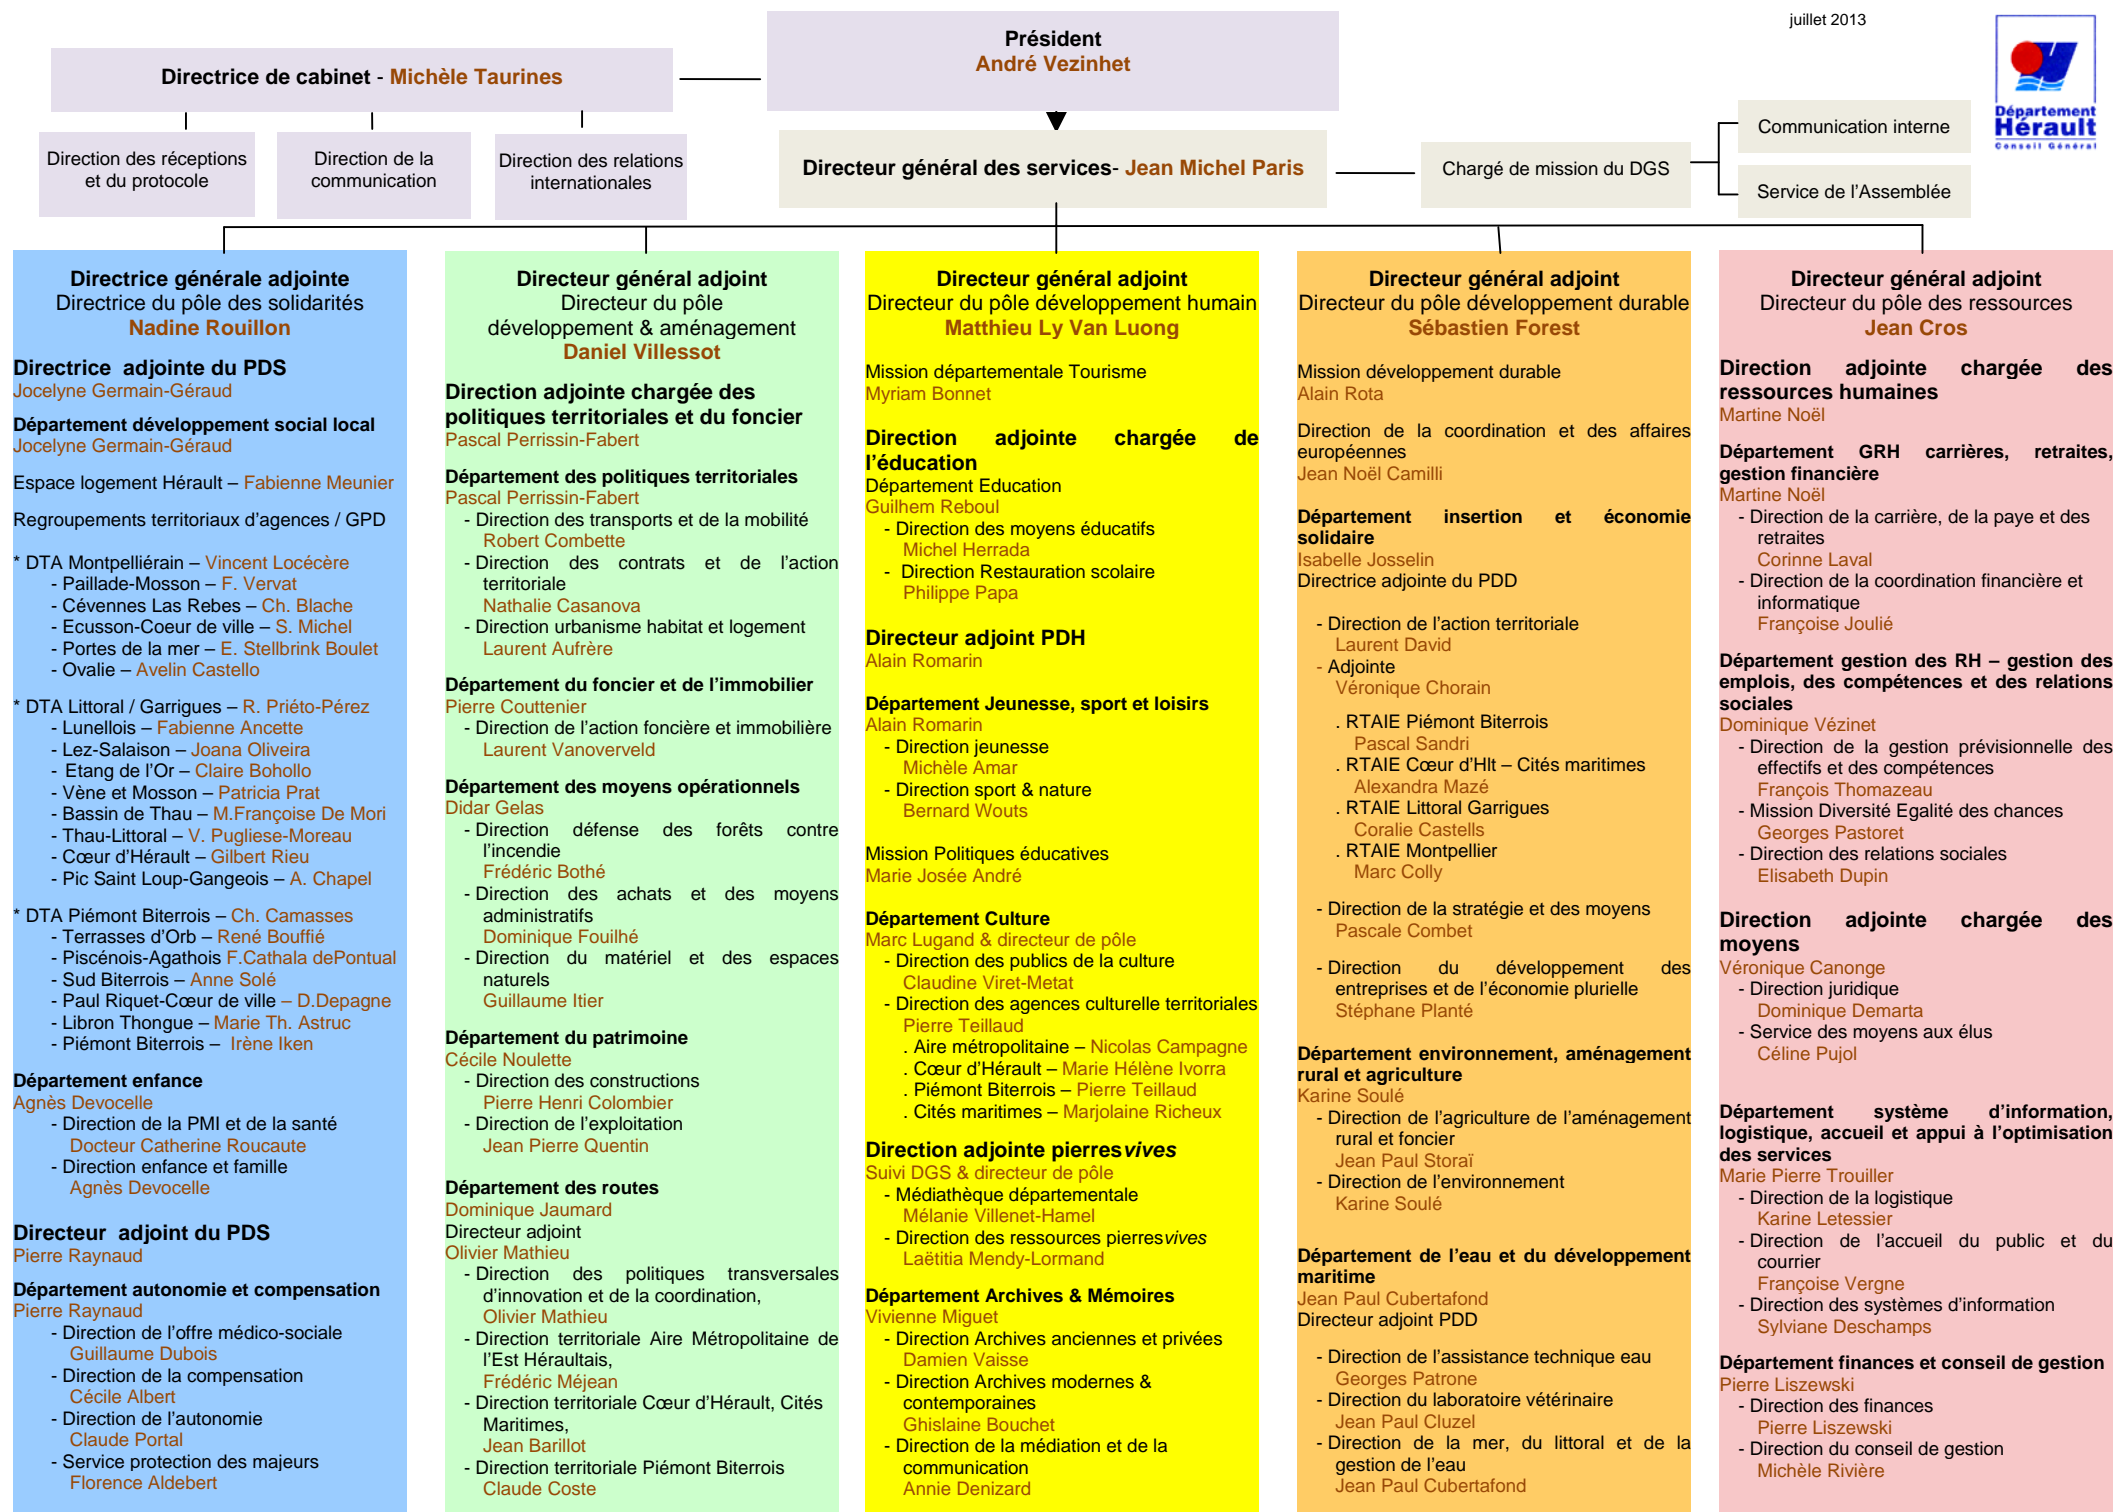 juillet 2013
Président
André Vezinhet
Directrice de cabinet - Michèle Taurines
Département
Hérault
Conseil Général
Direction des réceptions
et du protocole
Direction de la
communication
Direction des relations
internationales
Directeur général des services- Jean Michel Paris
Chargé de mission du DGS
Communication interne
Service de l'Assemblée
Directrice générale adjointe
Directrice du pôle des solidarités
Nadine Rouillon
Directrice adjointe du PDS
Jocelyne Germain-Géraud
Département développement social local
Jocelyne Germain-Géraud
Espace logement Hérault – Fabienne Meunier
Regroupements territoriaux d'agences / GPD
* DTA Montpelliérain – Vincent Locécère
- Paillade-Mosson – F. Vervat
- Cévennes Las Rebes – Ch. Blache
- Ecusson-Coeur de ville – S. Michel
- Portes de la mer – E. Stellbrink Boulet
- Ovalie – Avelin Castello
* DTA Littoral / Garrigues – R. Priéto-Pérez
- Lunellois – Fabienne Ancette
- Lez-Salaison – Joana Oliveira
- Etang de l'Or – Claire Bohollo
- Vène et Mosson – Patricia Prat
- Bassin de Thau – M.Françoise De Mori
- Thau-Littoral – V. Pugliese-Moreau
- Cœur d'Hérault – Gilbert Rieu
- Pic Saint Loup-Gangeois – A. Chapel
* DTA Piémont Biterrois – Ch. Camasses
- Terrasses d'Orb – René Bouffié
- Piscénois-Agathois F.Cathala dePontual
- Sud Biterrois – Anne Solé
- Paul Riquet-Cœur de ville – D.Depagne
- Libron Thongue – Marie Th. Astruc
- Piémont Biterrois – Irène Iken
Département enfance
Agnès Devocelle
- Direction de la PMI et de la santé
Docteur Catherine Roucaute
- Direction enfance et famille
Agnès Devocelle
Directeur adjoint du PDS
Pierre Raynaud
Département autonomie et compensation
Pierre Raynaud
- Direction de l'offre médico-sociale
Guillaume Dubois
- Direction de la compensation
Cécile Albert
- Direction de l'autonomie
Claude Portal
- Service protection des majeurs
Florence Aldebert
Directeur général adjoint
Directeur du pôle
développement & aménagement
Daniel Villessot
Direction adjointe chargée des
politiques territoriales et du foncier
Pascal Perrissin-Fabert
Département des politiques territoriales
Pascal Perrissin-Fabert
- Direction des transports et de la mobilité
Robert Combette
- Direction des contrats et de l'action
territoriale
Nathalie Casanova
- Direction urbanisme habitat et logement
Laurent Aufrère
Département du foncier et de l'immobilier
Pierre Couttenier
- Direction de l'action foncière et immobilière
Laurent Vanoverveld
Département des moyens opérationnels
Didar Gelas
- Direction défense des forêts contre
l'incendie
Frédéric Bothé
- Direction des achats et des moyens
administratifs
Dominique Fouilhé
- Direction du matériel et des espaces
naturels
Guillaume Itier
Département du patrimoine
Cécile Noulette
- Direction des constructions
Pierre Henri Colombier
- Direction de l'exploitation
Jean Pierre Quentin
Département des routes
Dominique Jaumard
Directeur adjoint
Olivier Mathieu
- Direction des politiques transversales
d'innovation et de la coordination,
Olivier Mathieu
- Direction territoriale Aire Métropolitaine de
l'Est Héraultais,
Frédéric Méjean
- Direction territoriale Cœur d'Hérault, Cités
Maritimes,
Jean Barillot
- Direction territoriale Piémont Biterrois
Claude Coste
Directeur général adjoint
Directeur du pôle développement humain
Matthieu Ly Van Luong
Mission départementale Tourisme
Myriam Bonnet
Direction adjointe chargée de
l'éducation
Département Education
Guilhem Reboul
- Direction des moyens éducatifs
Michel Herrada
- Direction Restauration scolaire
Philippe Papa
Directeur adjoint PDH
Alain Romarin
Département Jeunesse, sport et loisirs
Alain Romarin
- Direction jeunesse
Michèle Amar
- Direction sport & nature
Bernard Wouts
Mission Politiques éducatives
Marie Josée André
Département Culture
Marc Lugand & directeur de pôle
- Direction des publics de la culture
Claudine Viret-Metat
- Direction des agences culturelle territoriales
Pierre Teillaud
. Aire métropolitaine – Nicolas Campagne
. Cœur d'Hérault – Marie Hélène Ivorra
. Piémont Biterrois – Pierre Teillaud
. Cités maritimes – Marjolaine Richeux
Direction adjointe pierresvives
Suivi DGS & directeur de pôle
- Médiathèque départementale
Mélanie Villenet-Hamel
- Direction des ressources pierresvives
Laëtitia Mendy-Lormand
Département Archives & Mémoires
Vivienne Miguet
- Direction Archives anciennes et privées
Damien Vaisse
- Direction Archives modernes &
contemporaines
Ghislaine Bouchet
- Direction de la médiation et de la
communication
Annie Denizard
Directeur général adjoint
Directeur du pôle développement durable
Sébastien Forest
Mission développement durable
Alain Rota
Direction de la coordination et des affaires
européennes
Jean Noël Camilli
Département insertion et économie
solidaire
Isabelle Josselin
Directrice adjointe du PDD
- Direction de l'action territoriale
Laurent David
- Adjointe
Véronique Chorain
. RTAIE Piémont Biterrois
Pascal Sandri
. RTAIE Cœur d'Hlt – Cités maritimes
Alexandra Mazé
. RTAIE Littoral Garrigues
Coralie Castells
. RTAIE Montpellier
Marc Colly
- Direction de la stratégie et des moyens
Pascale Combet
- Direction du développement des
entreprises et de l'économie plurielle
Stéphane Planté
Département environnement, aménagement
rural et agriculture
Karine Soulé
- Direction de l'agriculture de l'aménagement
rural et foncier
Jean Paul Storaï
- Direction de l'environnement
Karine Soulé
Département de l'eau et du développement
maritime
Jean Paul Cubertafond
Directeur adjoint PDD
- Direction de l'assistance technique eau
Georges Patrone
- Direction du laboratoire vétérinaire
Jean Paul Cluzel
- Direction de la mer, du littoral et de la
gestion de l'eau
Jean Paul Cubertafond
Directeur général adjoint
Directeur du pôle des ressources
Jean Cros
Direction adjointe chargée des
ressources humaines
Martine Noël
Département GRH carrières, retraites,
gestion financière
Martine Noël
- Direction de la carrière, de la paye et des
retraites
Corinne Laval
- Direction de la coordination financière et
informatique
Françoise Joulié
Département gestion des RH – gestion des
emplois, des compétences et des relations
sociales
Dominique Vézinet
- Direction de la gestion prévisionnelle des
effectifs et des compétences
François Thomazeau
- Mission Diversité Egalité des chances
Georges Pastoret
- Direction des relations sociales
Elisabeth Dupin
Direction adjointe chargée des
moyens
Véronique Canonge
- Direction juridique
Dominique Demarta
- Service des moyens aux élus
Céline Pujol
Département système d'information,
logistique, accueil et appui à l'optimisation
des services
Marie Pierre Trouiller
- Direction de la logistique
Karine Letessier
- Direction de l'accueil du public et du
courrier
Françoise Vergne
- Direction des systèmes d'information
Sylviane Deschamps
Département finances et conseil de gestion
Pierre Liszewski
- Direction des finances
Pierre Liszewski
- Direction du conseil de gestion
Michèle Rivière